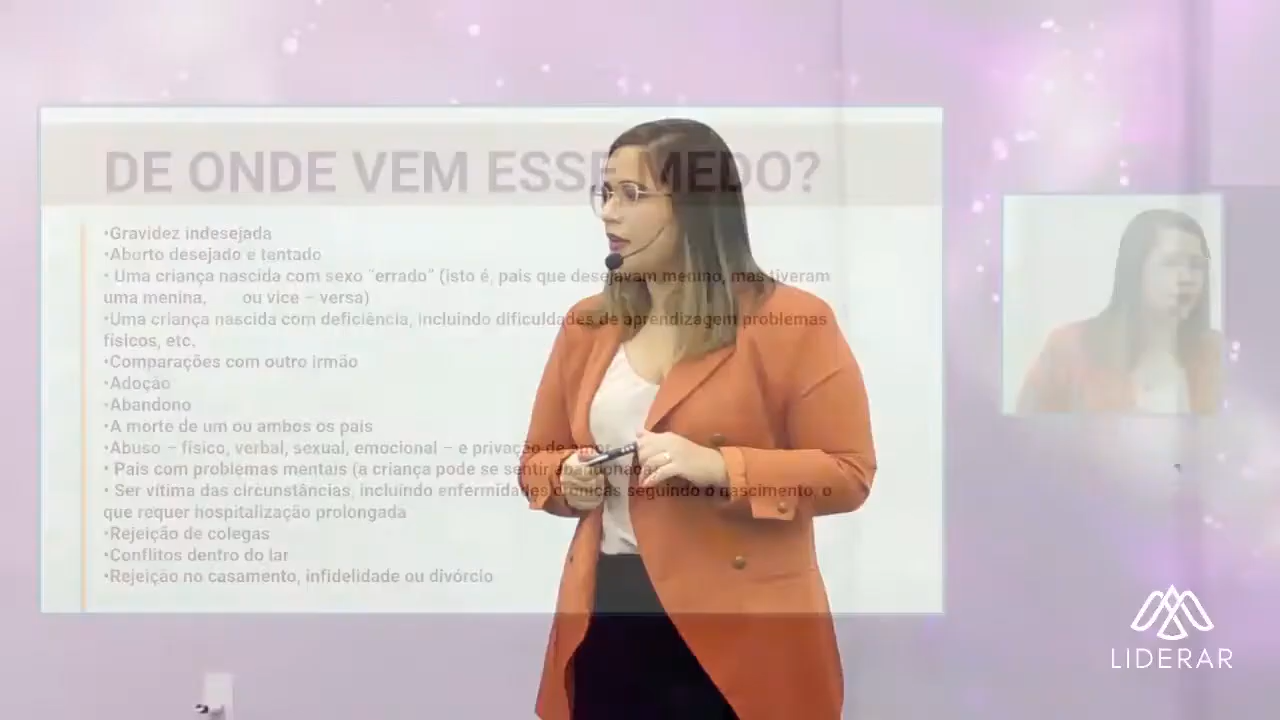 DE ONDE VEM ESSE MEDO?
•Gravidez indesejada
•Aborto desejado e tentado
• Uma criança nascida com sexo "errado" (isto é, pais que desejavam menino, mas tiveram
uma menina, ou vice – versa)
•Uma criança nascida com deficiência, incluindo dificuldades de aprendizagem problemas
físicos, etc.
•Comparações com outro irmão
•Adoção
•Abandono
•A morte de um ou ambos os pais
•Abuso – físico, verbal, sexual, emocional – e privação de amor
• Pais com problemas mentais (a criança pode se sentir abandonada)
• Ser vítima das circunstâncias, incluindo enfermidades crônicas seguindo o nascimento, o
que requer hospitalização prolongada
•Rejeição de colegas
•Conflitos dentro do lar
•Rejeição no casamento, infidelidade ou divórcio
LIDERAR